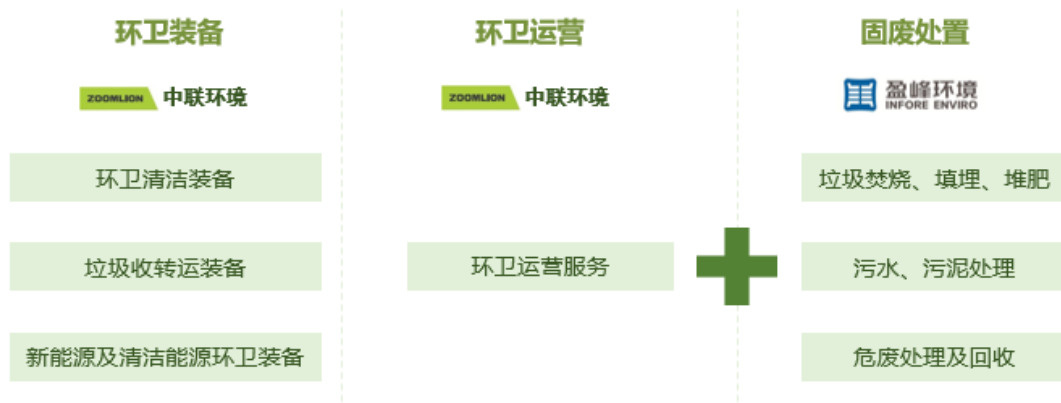 环卫装备
环卫运营
固废处置
ZOOMLION 中联环境
ZOOMLION 中联环境
盈峰环境
INFORE ENVIRO
环卫清洁装备
垃圾焚烧、填埋、堆肥
垃圾收转运装备
环卫运营服务
污水、污泥处理
新能源及清洁能源环卫装备
危废处理及回收